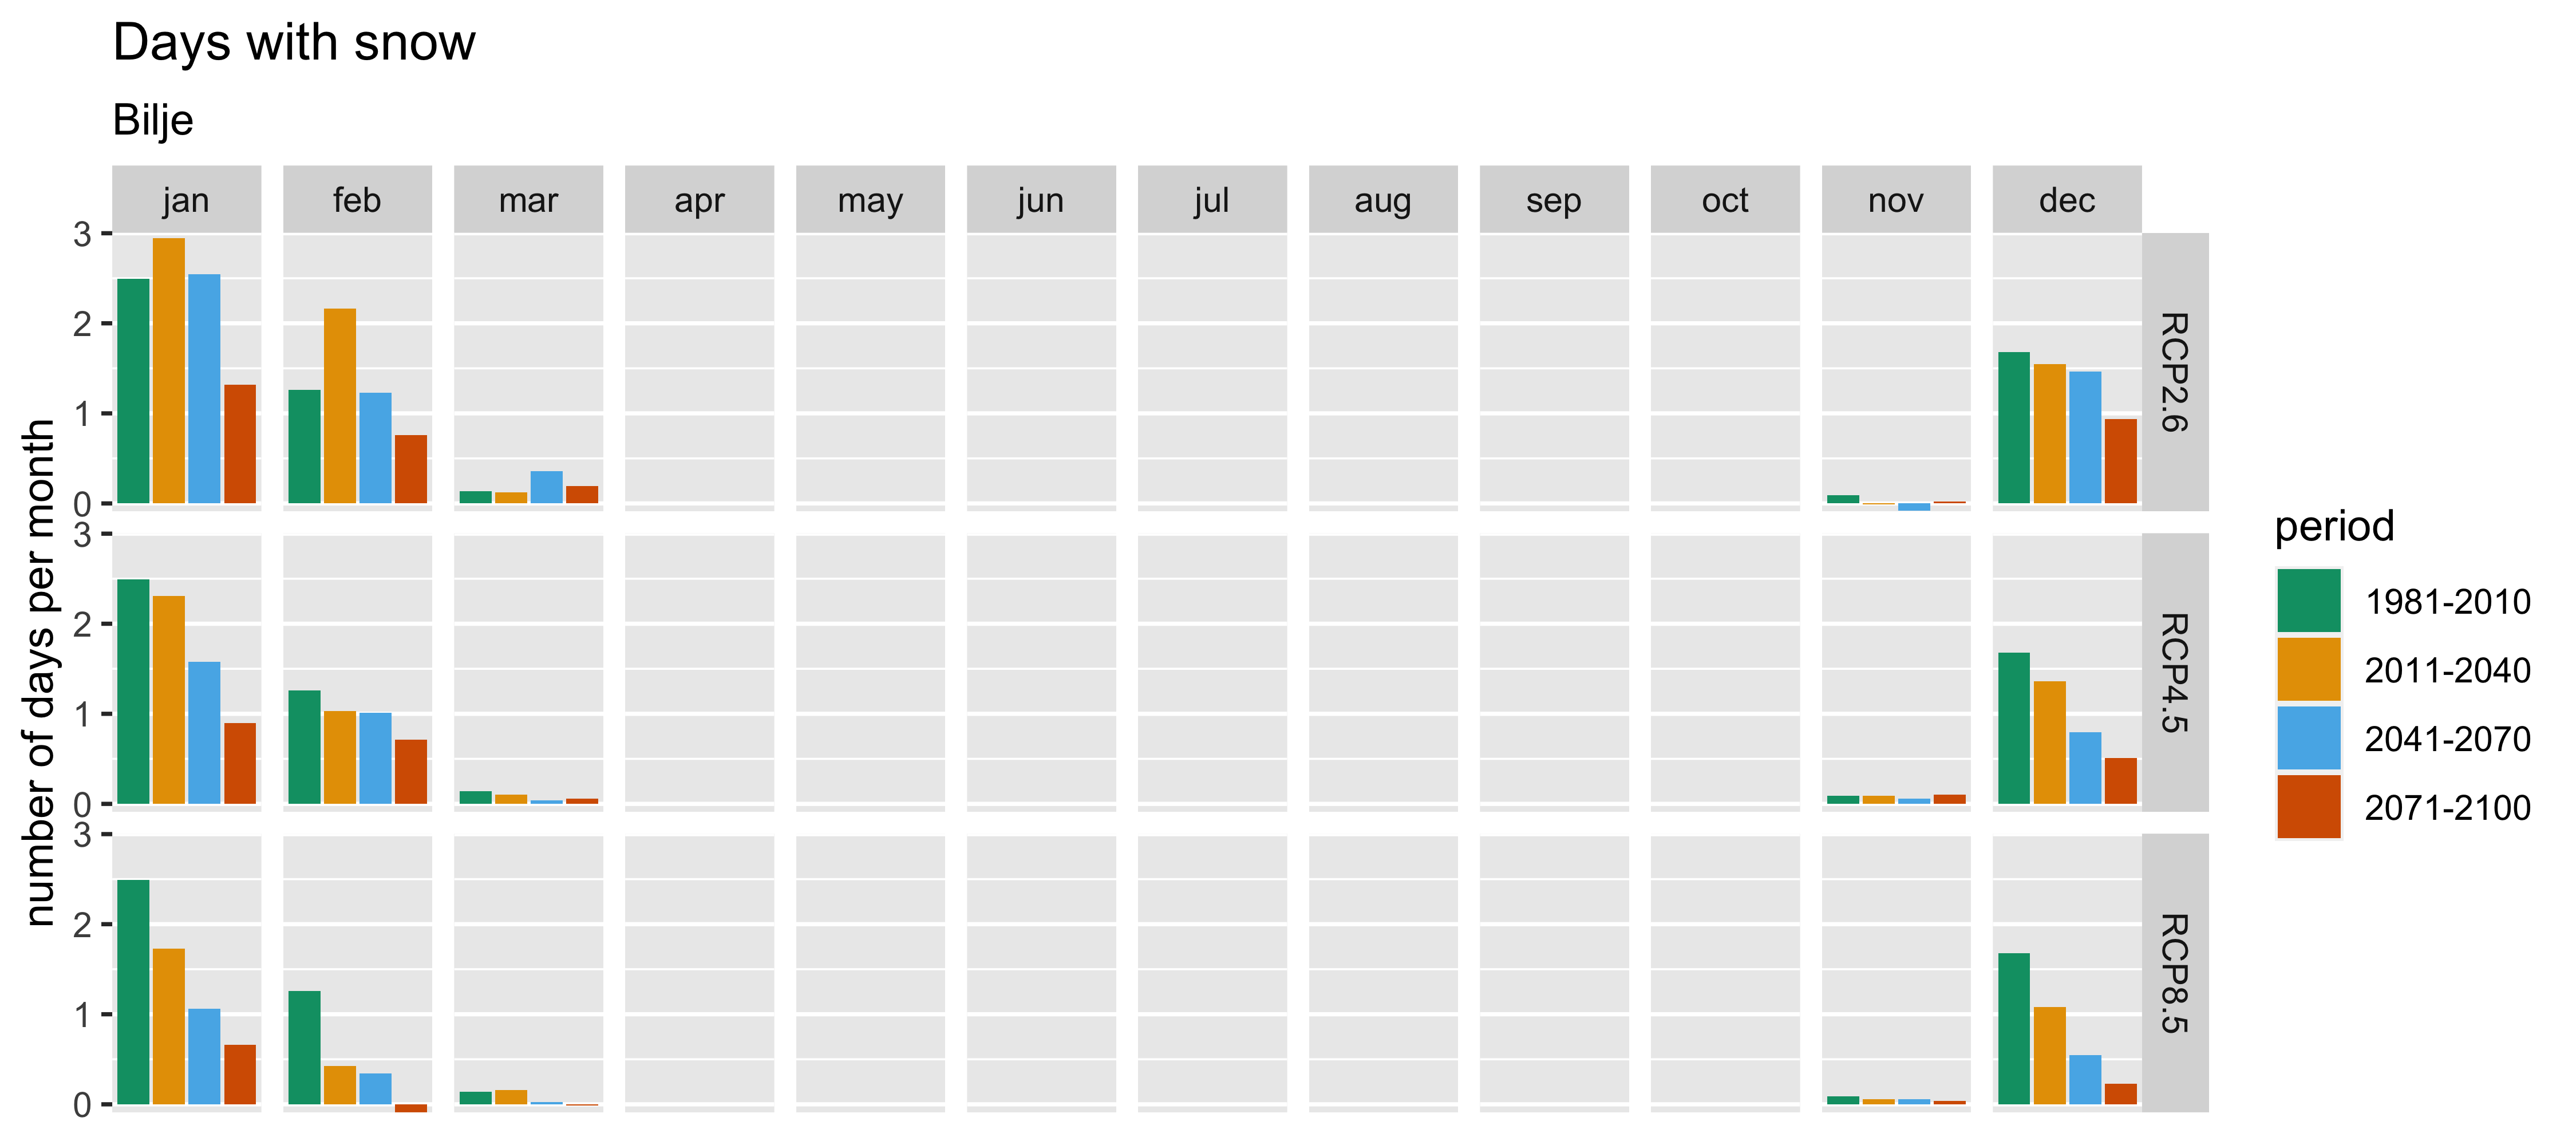 Days with snow
Bilje
jan feb mar apr may jun jul aug sep oct nov dec
3
2
1
0
RCP2.6
3
2
1
0
RCP4.5
3
2
1
0
RCP8.5
number of days per month
period
1981-2010
2011-2040
2041-2070
2071-2100